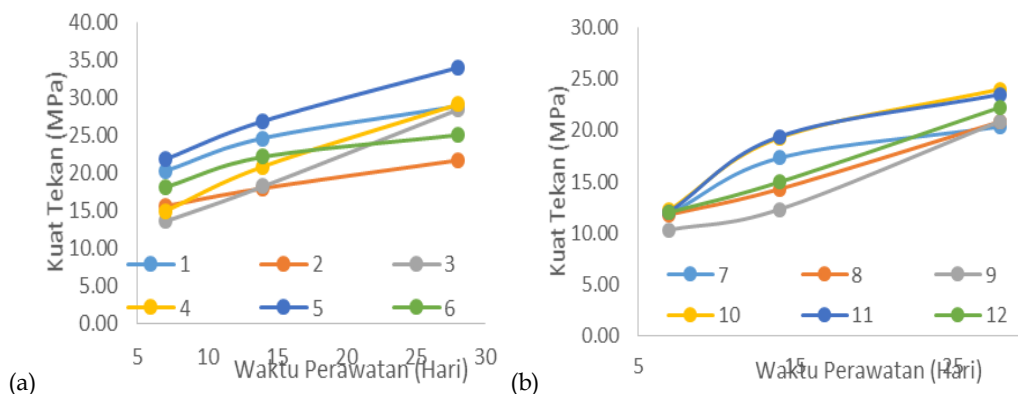 40.00
35.00
30.00
25.00
20.00
15.00
10.00
5.00
0.00
Kuat Tekan (MPa)
1 2 3
4 5 6
5 10 15 20 25 30
Waktu Perawatan (Hari)
(a)
30.00
25.00
20.00
15.00
10.00
5.00
0.00
Kuat Tekan (MPa)
7 8 9
10 11 12
5 15 25
Waktu Perawatan (Hari)
(b)